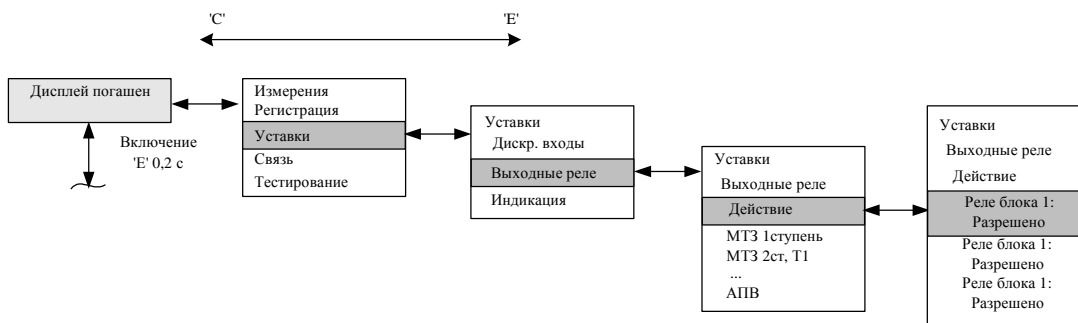 'С' 'Е'
Дисплей погашен
Включение
'Е' 0,2 с
Измерения
Регистрация
Уставки
Связь
Тестирование
Уставки
Дискр. входы
Выходные реле
Индикация
Уставки
Выходные реле
Действие
МТЗ 1ступень
МТЗ 2ст, Т1
...
АПВ
Уставки
Выходные реле
Действие
Реле блока 1:
Разрешено
Реле блока 1:
Разрешено
Реле блока 1:
Разрешено